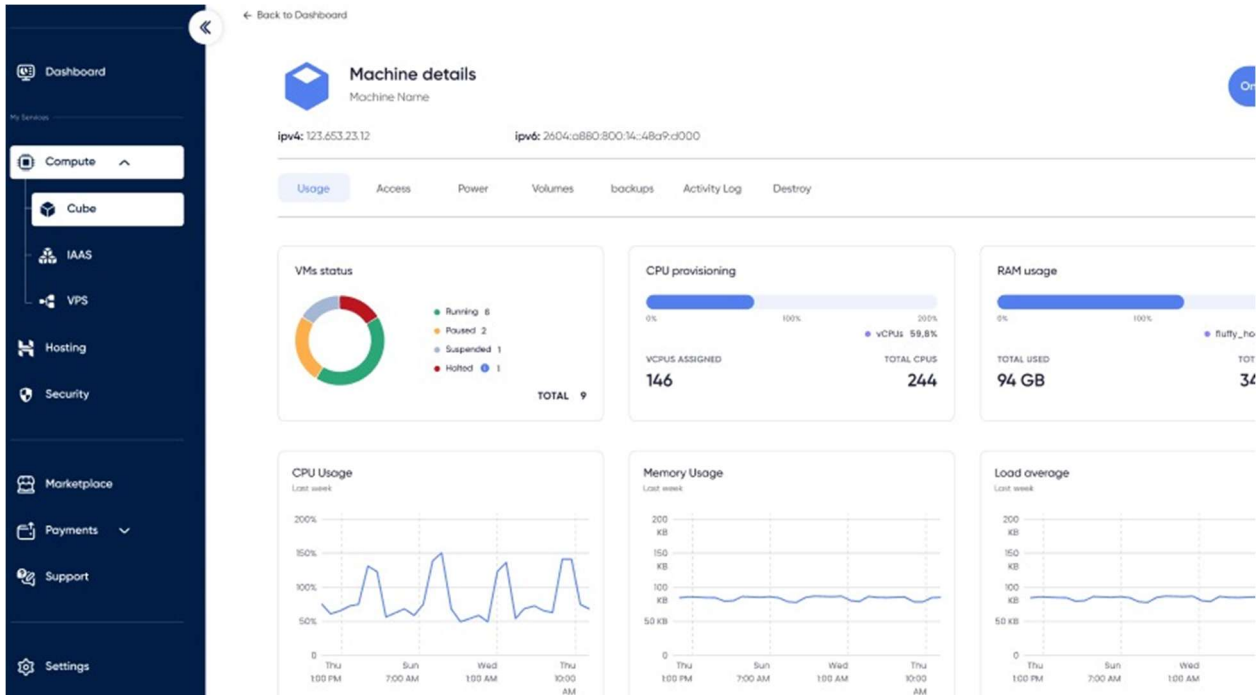 Back to Dashboard
Dashboard
My Services
Compute
Cube
IAAS
VPS
Hosting
Security
Marketplace
Payments
Support
Settings
Machine details
Machine Name
On
ipv4: 123.653.23.12
ipv6: 2604:a880:800:14::48a9:d000
Usage Access Power Volumes backups Activity Log Destroy
VMs status
Running 6
Paused 2
Suspended 1
Halted 1
TOTAL 9
CPU provisioning
0% 100% 200%
vCPUs 59,8%
VCPUS ASSIGNED TOTAL CPUS
146 244
RAM usage
0% 100%
fluffy_ho
TOTAL USED TOT
94 GB 34
CPU Usage
Last week
200%
150%
100%
50%
0
Thu Sun Wed Thu
1:00 PM 7:00 AM 1:00 AM 10:00
AM
Memory Usage
Last week
200
KB
150
KB
100
KB
50 KB
0
Thu Sun Wed Thu
1:00 PM 7:00 AM 1:00 AM 10:00
AM
Load average
Last week
200
KB
150
KB
100
KB
50 KB
0
Thu Sun Wed
1:00 PM 7:00 AM 1:00 AM